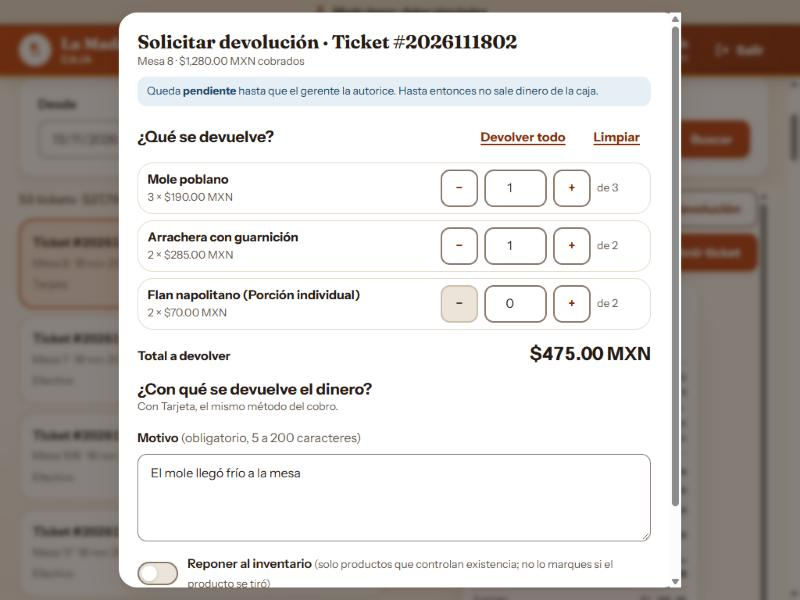 Solicitar devolución · Ticket #2026111802
Mesa 8 · $1,280.00 MXN cobrados
Queda pendiente hasta que el gerente la autorice. Hasta entonces no sale dinero de la caja.
¿Qué se devuelve?
Devolver todo
Limpiar
Mole poblano
3 × $190.00 MXN
− 1 + de 3
Arrachera con guarnición
2 × $285.00 MXN
− 1 + de 2
Flan napolitano (Porción individual)
2 × $70.00 MXN
− 0 + de 2
Total a devolver
$475.00 MXN
¿Con qué se devuelve el dinero?
Con Tarjeta, el mismo método del cobro.
Motivo (obligatorio, 5 a 200 caracteres)
El mole llegó frío a la mesa
Reponer al inventario (solo productos que controlan existencia; no lo marques si el
producto se tiró)
Desde
Buscar
Salir
CAJA
Tarjeta
Efectivo
Efectivo
Efectivo